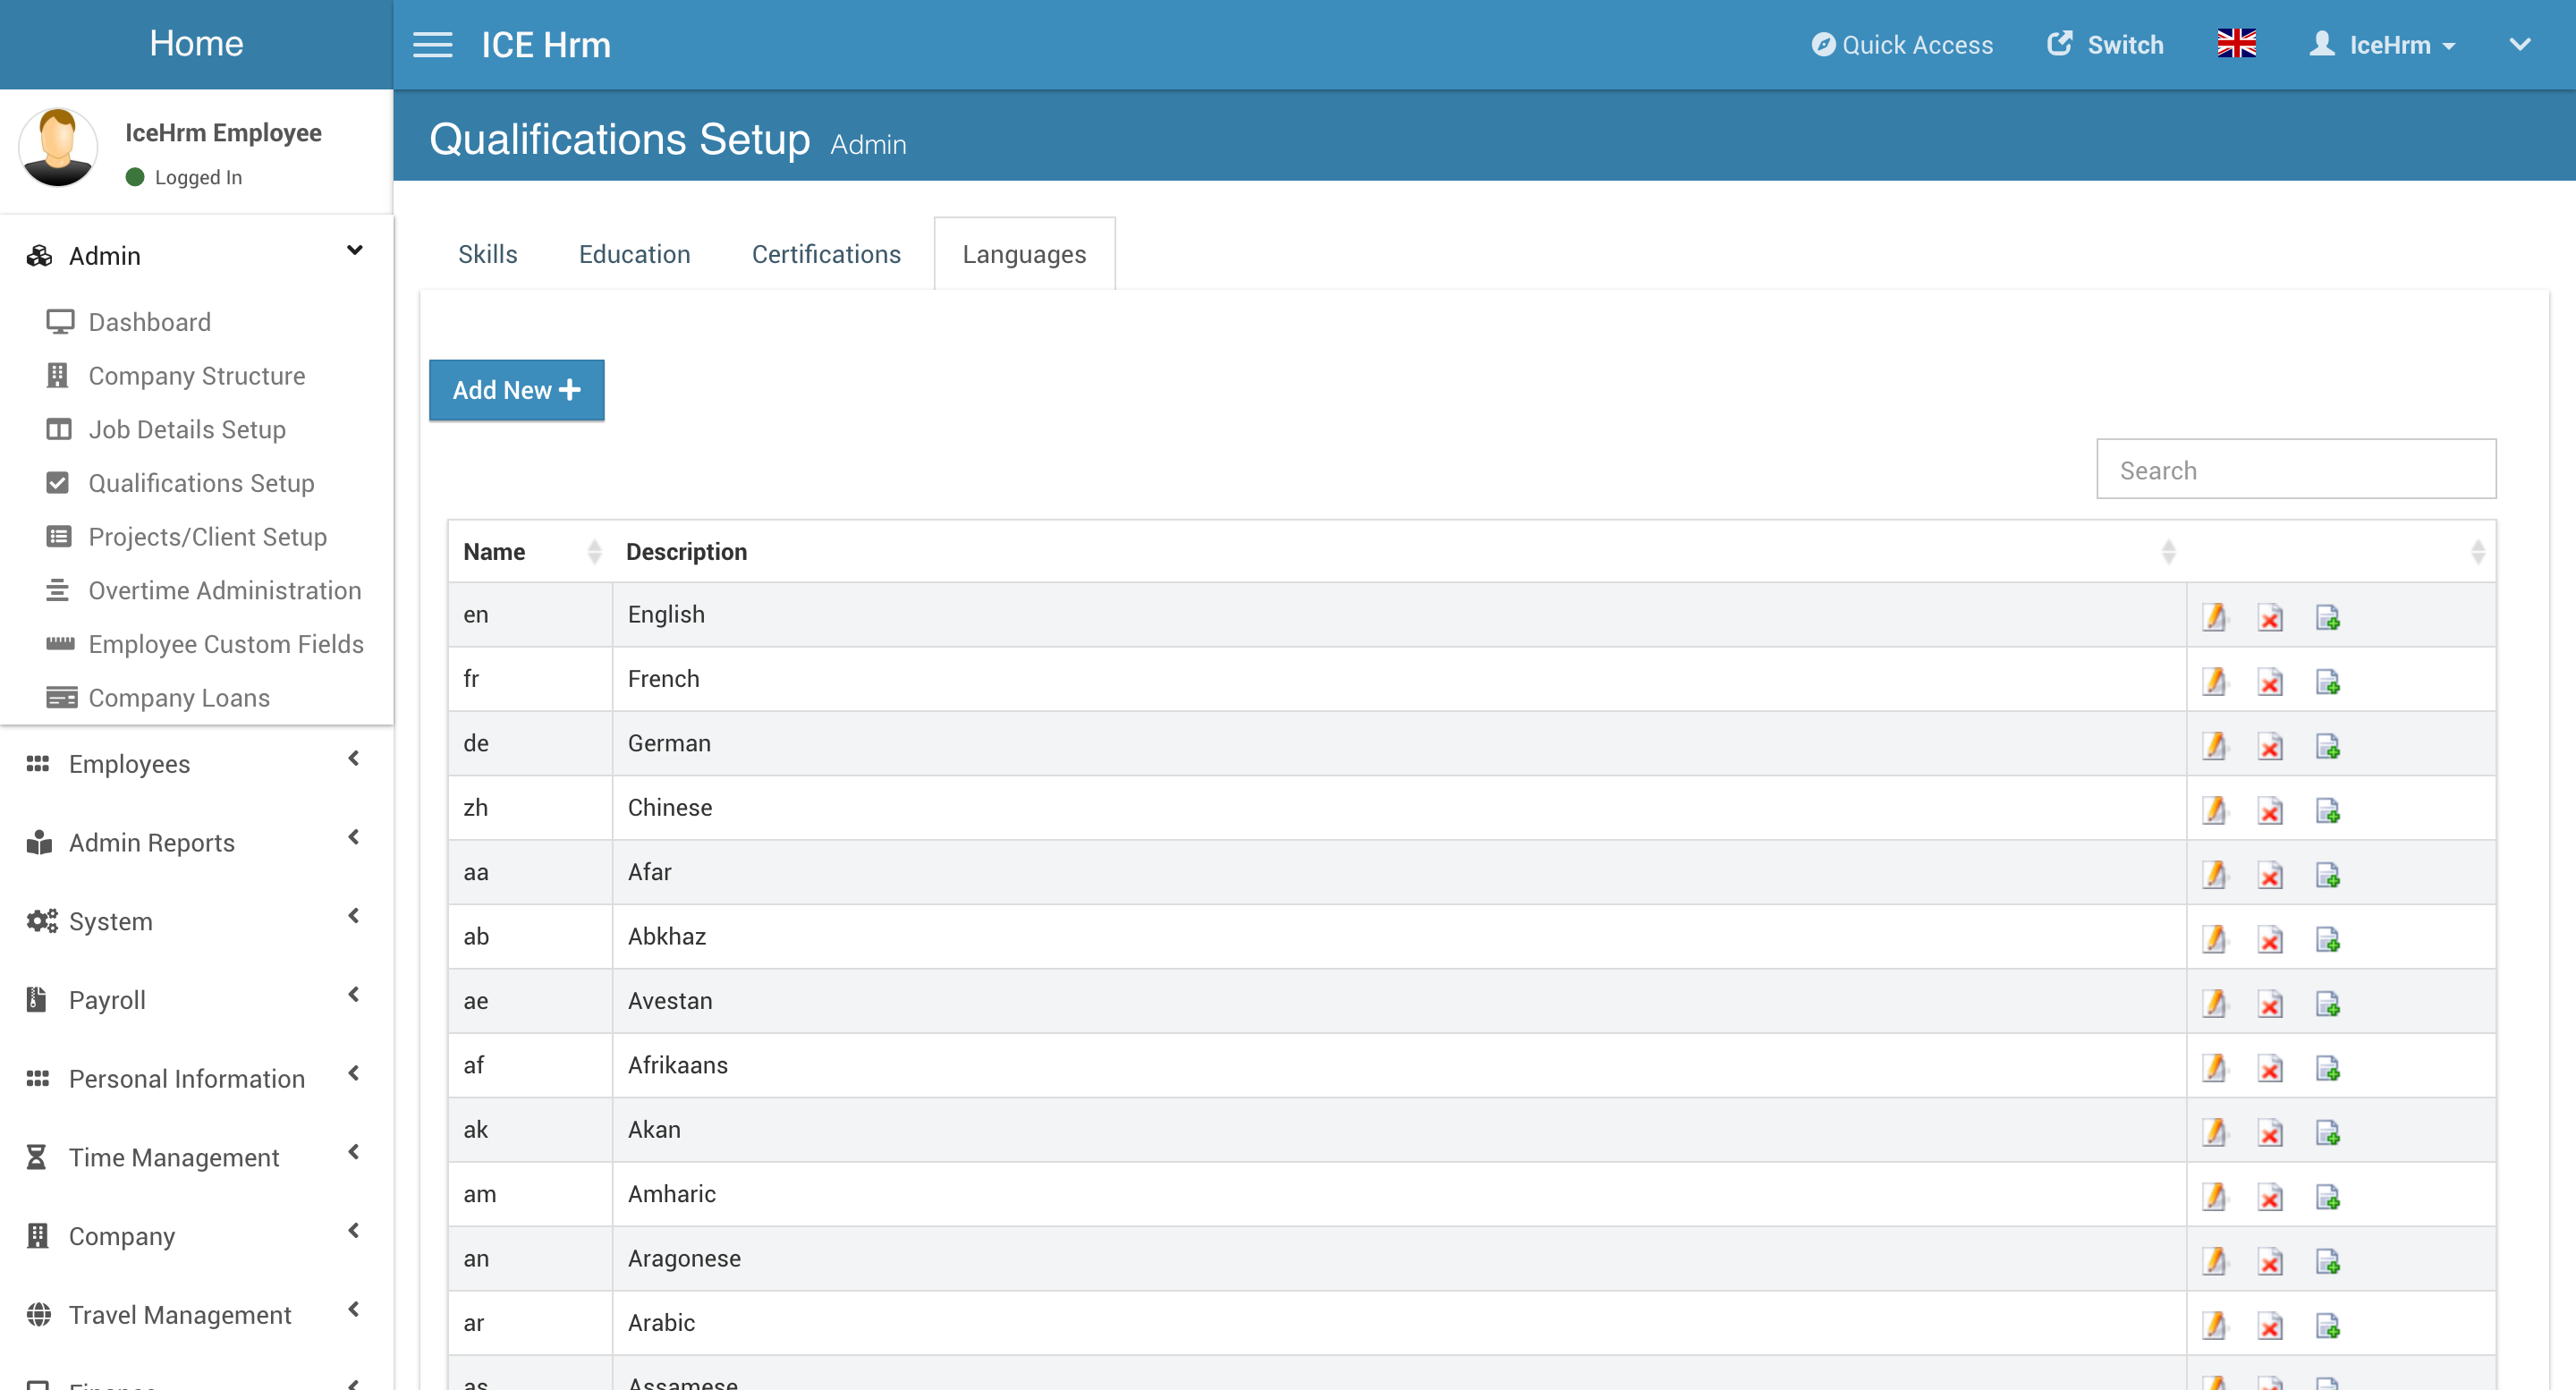 Home
ICE Hrm
Quick Access
Switch
IceHrm
IceHrm Employee
Logged In
Qualifications Setup Admin
Admin
Dashboard
Company Structure
Job Details Setup
Qualifications Setup
Projects/Client Setup
Overtime Administration
Employee Custom Fields
Company Loans
Employees
Admin Reports
System
Payroll
Personal Information
Time Management
Company
Travel Management
Finance
Skills Education Certifications Languages
Add New
Search
Name Description
en English
fr French
de German
zh Chinese
aa Afar
ab Abkhaz
ae Avestan
af Afrikaans
ak Akan
am Amharic
an Aragonese
ar Arabic
as Assamese